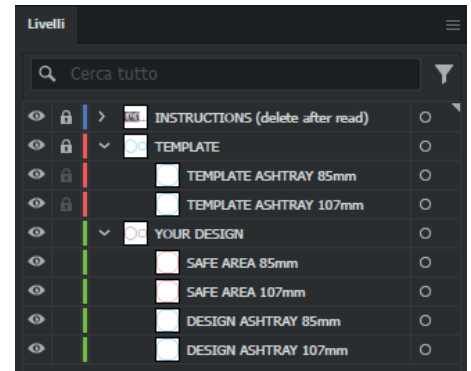 Livelli
Cerca tutto
INSTRUCTIONS (delete after read)
TEMPLATE
TEMPLATE ASHTRAY 85mm
TEMPLATE ASHTRAY 107mm
YOUR DESIGN
SAFE AREA 85mm
SAFE AREA 107mm
DESIGN ASHTRAY 85mm
DESIGN ASHTRAY 107mm